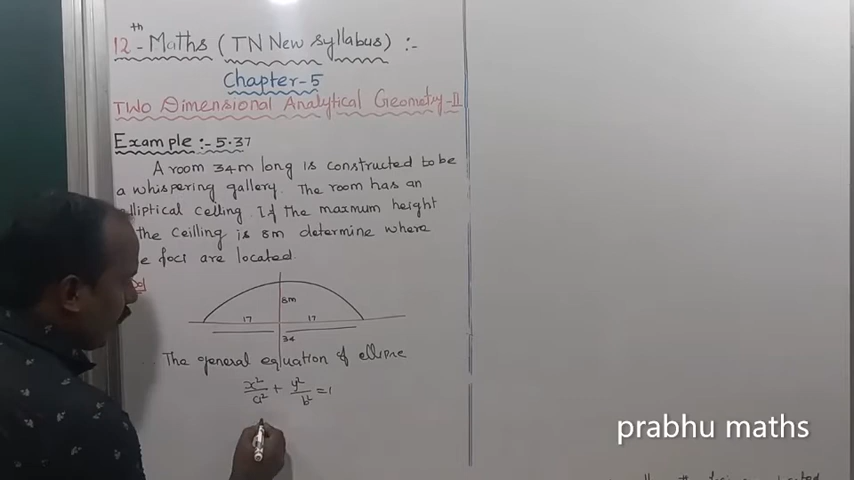 12th - Maths (TN New Syllabus) :-
Chapter-5
TWO Dimensional Analytical Geometry-II
Example :- 5.37
A room 34m long is constructed to be
a whispering gallery. The room has an
elliptical ceiling. If the maxmum height
the ceilling is 8m determine where
foci are located.
8m
17 17
34
The general equation of ellipse
x²/a² + y²/b² = 1
prabhu maths